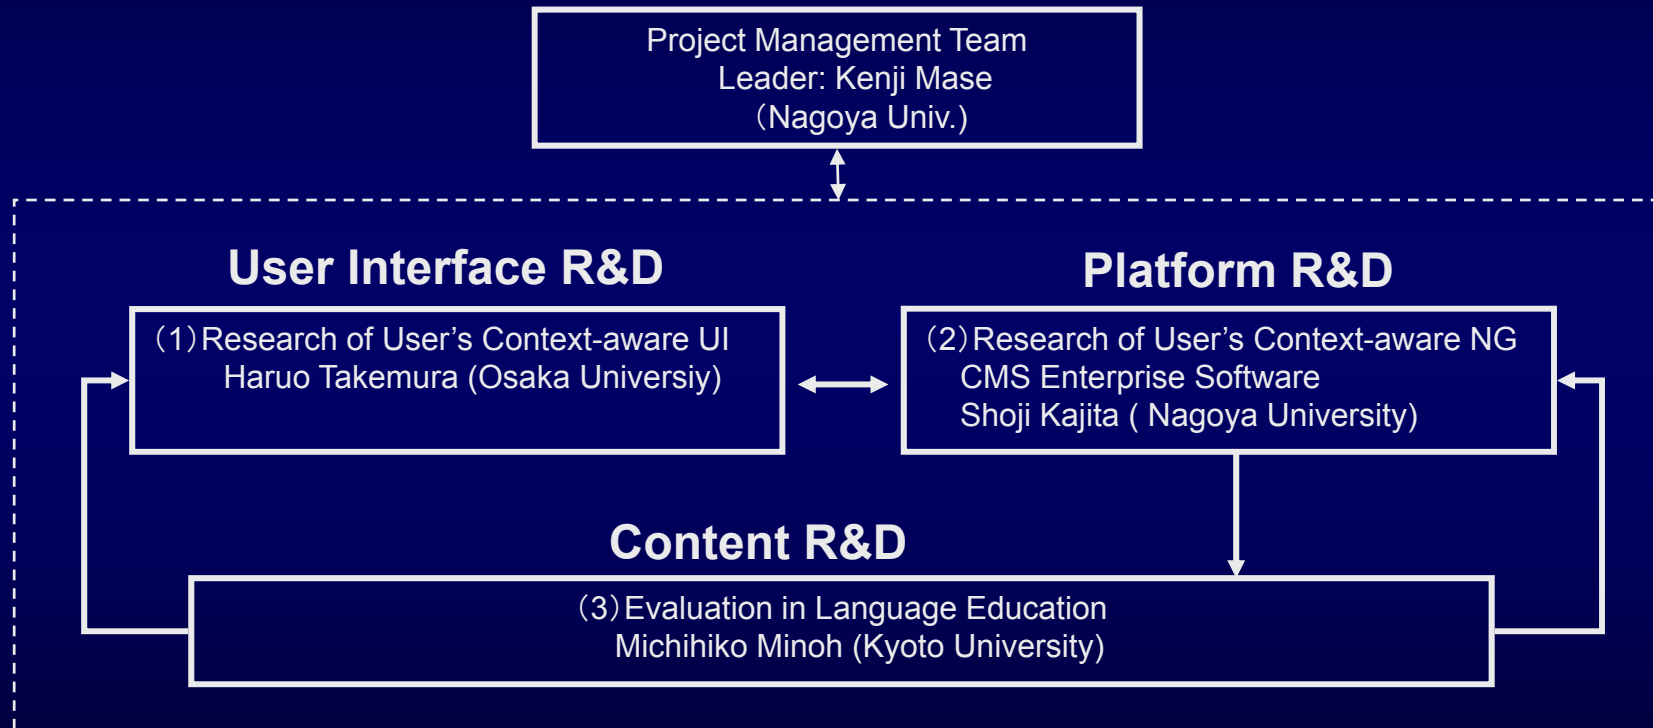 Project Management Team
Leader: Kenji Mase
（Nagoya Univ.)
User Interface R&D
Platform R&D
（1）Research of User’s Context-aware UI
Haruo Takemura (Osaka Universiy)
（2）Research of User’s Context-aware NG
CMS Enterprise Software
Shoji Kajita ( Nagoya University)
Content R&D
（3）Evaluation in Language Education
Michihiko Minoh (Kyoto University)